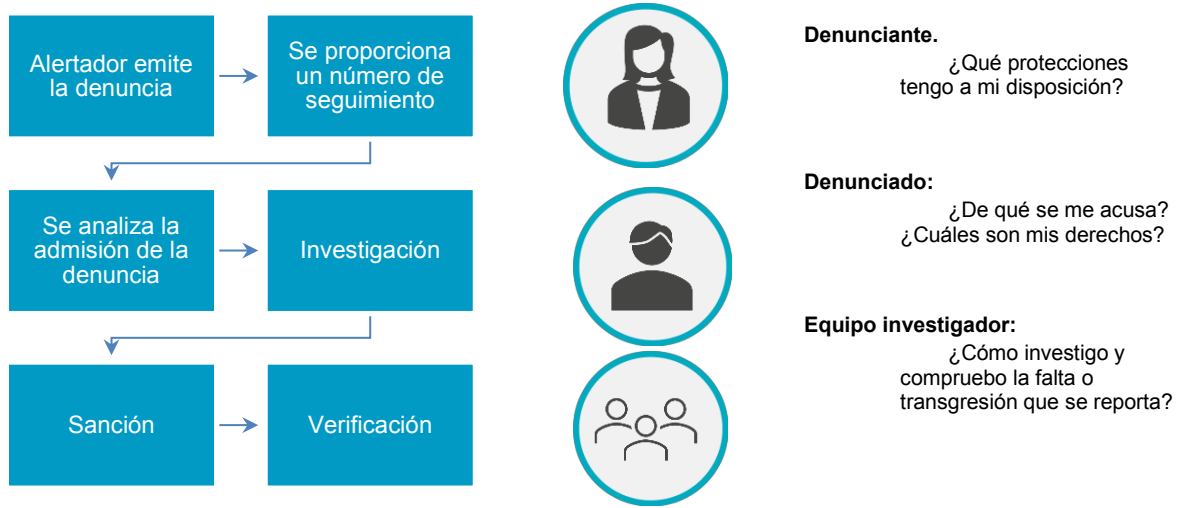 Alertador emite
la denuncia
Se proporciona
un número de
seguimiento
Se analiza la
admisión de la
denuncia
Investigación
Sanción
Verificación
Denunciante.
¿Qué protecciones
tengo a mi disposición?
Denunciado:
¿De qué se me acusa?
¿Cuáles son mis derechos?
Equipo investigador:
¿Cómo investigo y
compruebo la falta o
transgresión que se reporta?